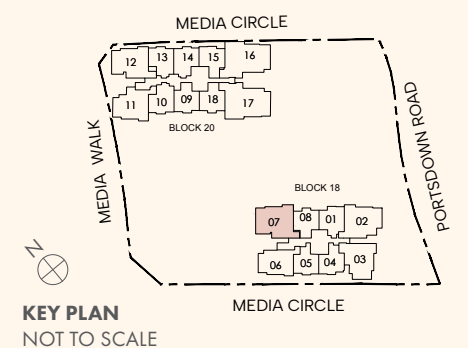 MEDIA CIRCLE
12 13 14 15 16
11 10 09 18 17
BLOCK 20
MEDIA WALK
PORTSDOWN ROAD
BLOCK 18
07 08 01 02
06 05 04 03
N
MEDIA CIRCLE
KEY PLAN
NOT TO SCALE